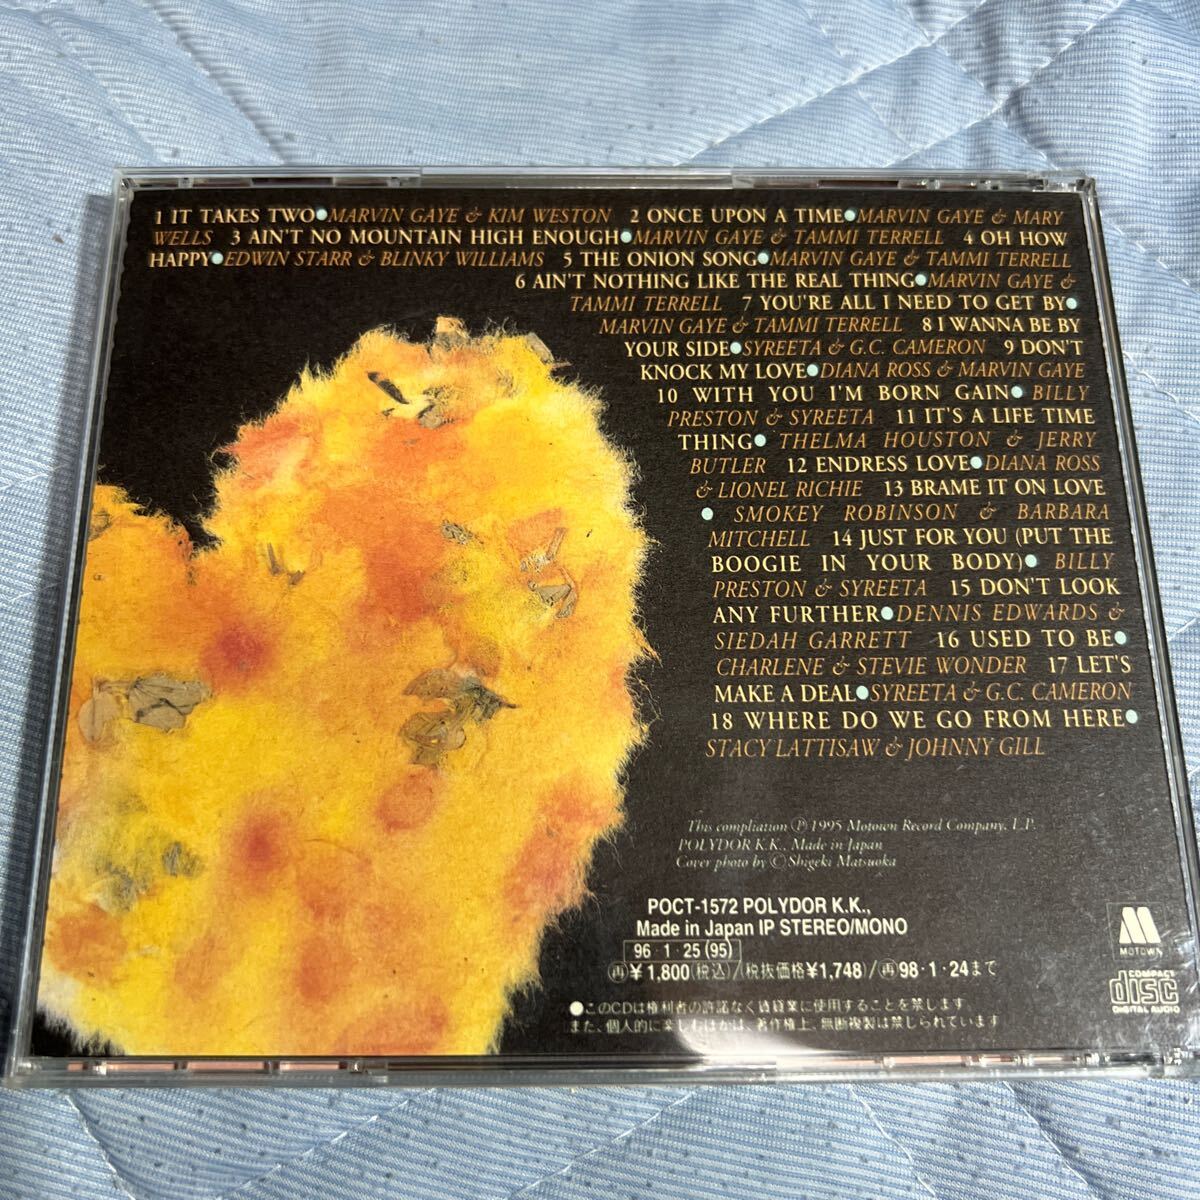 1 IT TAKES TWO●MARVIN GAYE & KIM WESTON 2 ONCE UPON A TIME●MARVIN GAYE & MARY
WELLS 3 AIN'T NO MOUNTAIN HIGH ENOUGH●MARVIN GAYE & TAMMI TERRELL 4 OH HOW
HAPPY●EDWIN STARR & BLINKY WILLIAMS 5 THE ONION SONG●MARVIN GAYE & TAMMI TERRELL
6 AIN'T NOTHING LIKE THE REAL THING●MARVIN GAYE &
TAMMI TERRELL 7 YOU'RE ALL I NEED TO GET BY●
MARVIN GAYE & TAMMI TERRELL 8 I WANNA BE BY
YOUR SIDE●SYREETA & G.C. CAMERON 9 DON'T
KNOCK MY LOVE●DIANA ROSS & MARVIN GAYE
10 WITH YOU I'M BORN GAIN● BILLY
PRESTON & SYREETA 11 IT'S A LIFE TIME
THING● THELMA HOUSTON & JERRY
BUTLER 12 ENDRESS LOVE●DIANA ROSS
& LIONEL RICHIE 13 BRAME IT ON LOVE
● SMOKEY ROBINSON & BARBARA
MITCHELL 14 JUST FOR YOU (PUT THE
BOOGIE IN YOUR BODY)● BILLY
PRESTON & SYREETA 15 DON'T LOOK
ANY FURTHER●DENNIS EDWARDS &
SIEDAH GARRETT 16 USED TO BE●
CHARLENE & STEVIE WONDER 17 LET'S
MAKE A DEAL●SYREETA & G.C. CAMERON
18 WHERE DO WE GO FROM HERE●
STACY LATTISAW & JOHNNY GILL
This compliation Ⓟ 1995 Motown Record Company, L.P.
POLYDOR K.K., Made in Japan
Cover photo by © Shigeki Matsuoka
POCT-1572 POLYDOR K.K.,
Made in Japan IP STEREO/MONO
96・1・25(95)
㊢¥1,800(税込)/(税抜価格¥1,748)/㊢98・1・24まで
M
MOTOWN
COMPACT
disc
DIGITAL AUDIO
●このCDは権利者の許諾なく賃貸業に使用することを禁じます。
また、個人的に楽しむほかは、著作権上、無断複製は禁じられています